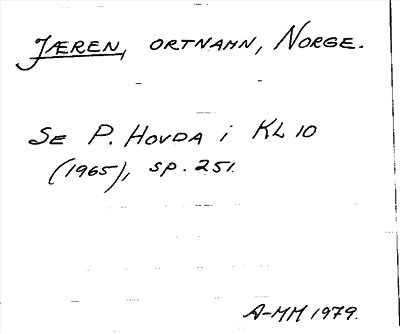 JÆREN, ORTNAMN, NORGE.
SE P. HOVDA i KL 10
(1965), sp. 251.
A-MM 1979.